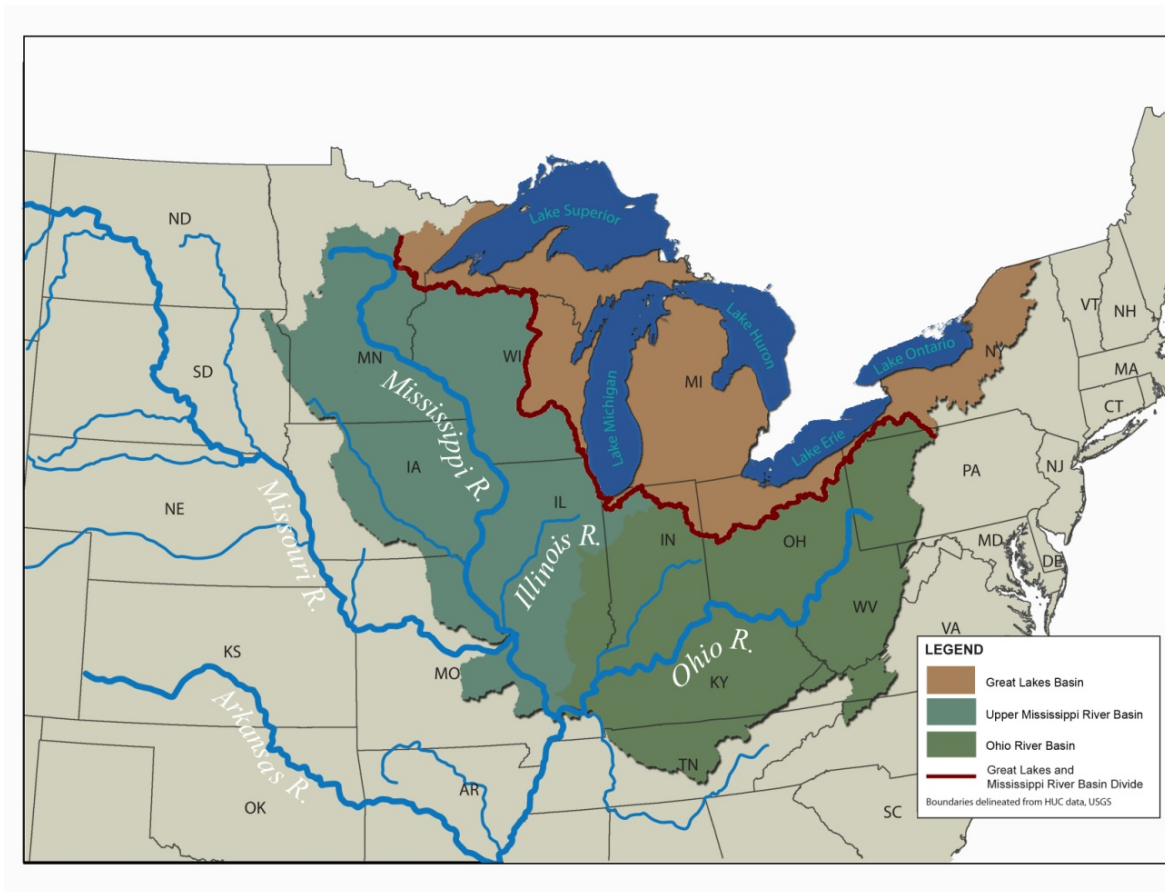 Lake Superior
ND
VT
NH
Lake Huron
Lake Ontario
NY
MN
WI
SD
MI
MA
Lake Michigan
CT
Mississippi R.
Lake Erie
IA
PA
NJ
Missouri R.
NE
IL
IN
OH
MD
DE
Illinois R.
WV
VA
KS
MO
Ohio R.
KY
Arkansas R.
TN
AR
OK
SC
LEGEND
Great Lakes Basin
Upper Mississippi River Basin
Ohio River Basin
Great Lakes and
Mississippi River Basin Divide
Boundaries delineated from HUC data, USGS